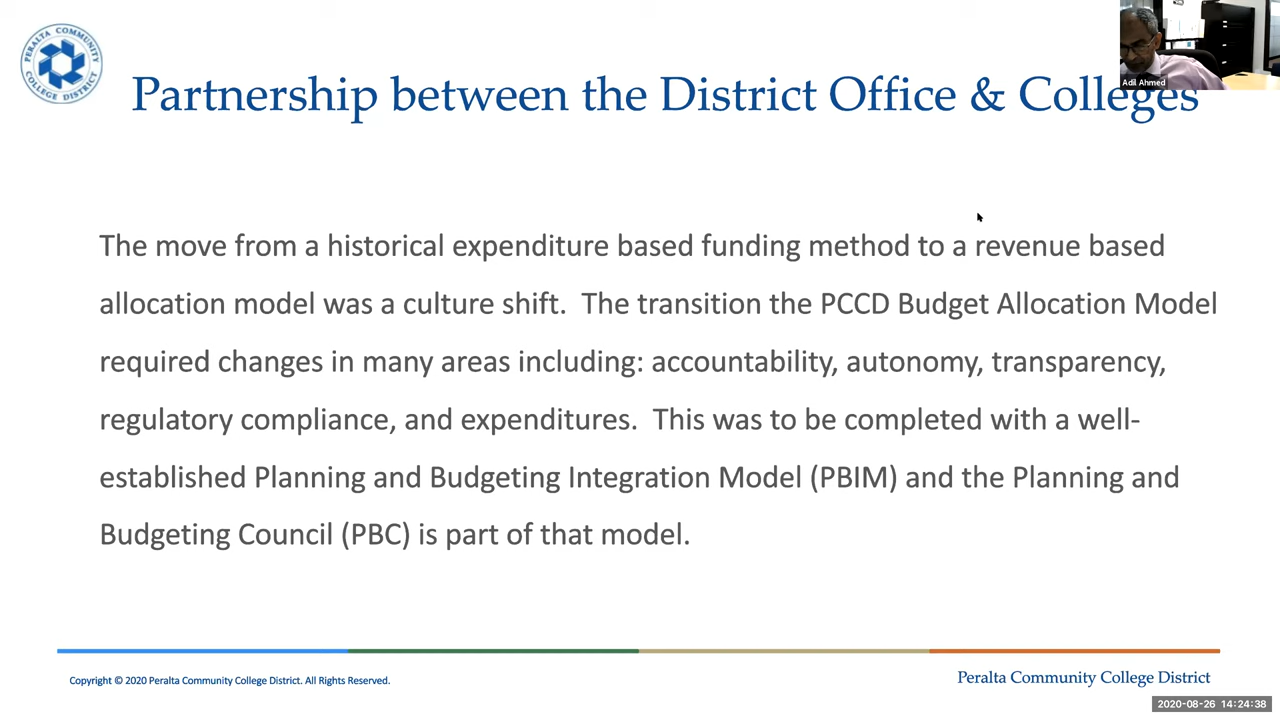 PERALTA COMMUNITY
COLLEGE DISTRICT
Partnership between the District Office & Colleges
Adil Ahmed
The move from a historical expenditure based funding method to a revenue based
allocation model was a culture shift.  The transition the PCCD Budget Allocation Model
required changes in many areas including: accountability, autonomy, transparency,
regulatory compliance, and expenditures.  This was to be completed with a well-
established Planning and Budgeting Integration Model (PBIM) and the Planning and
Budgeting Council (PBC) is part of that model.
Copyright © 2020 Peralta Community College District. All Rights Reserved.
Peralta Community College District
2020-08-26 14:24:38